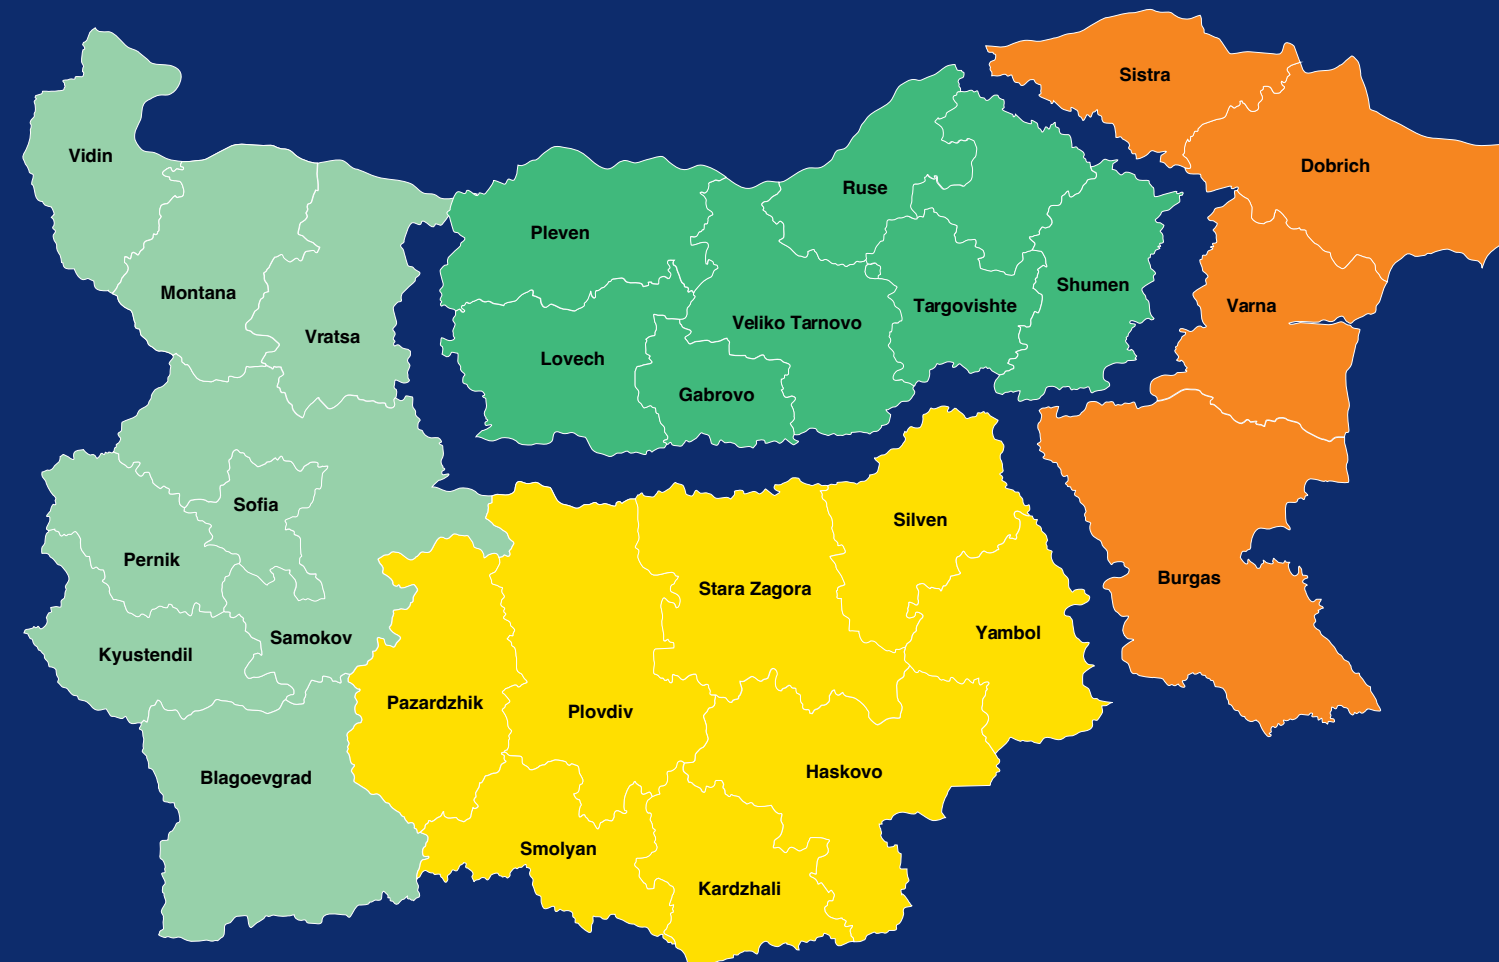 Sistra
Vidin
Dobrich
Ruse
Pleven
Montana
Shumen
Varna
Targovishte
Veliko Tarnovo
Vratsa
Lovech
Gabrovo
Sofia
Silven
Pernik
Burgas
Stara Zagora
Yambol
Samokov
Kyustendil
Pazardzhik
Plovdiv
Haskovo
Blagoevgrad
Smolyan
Kardzhali